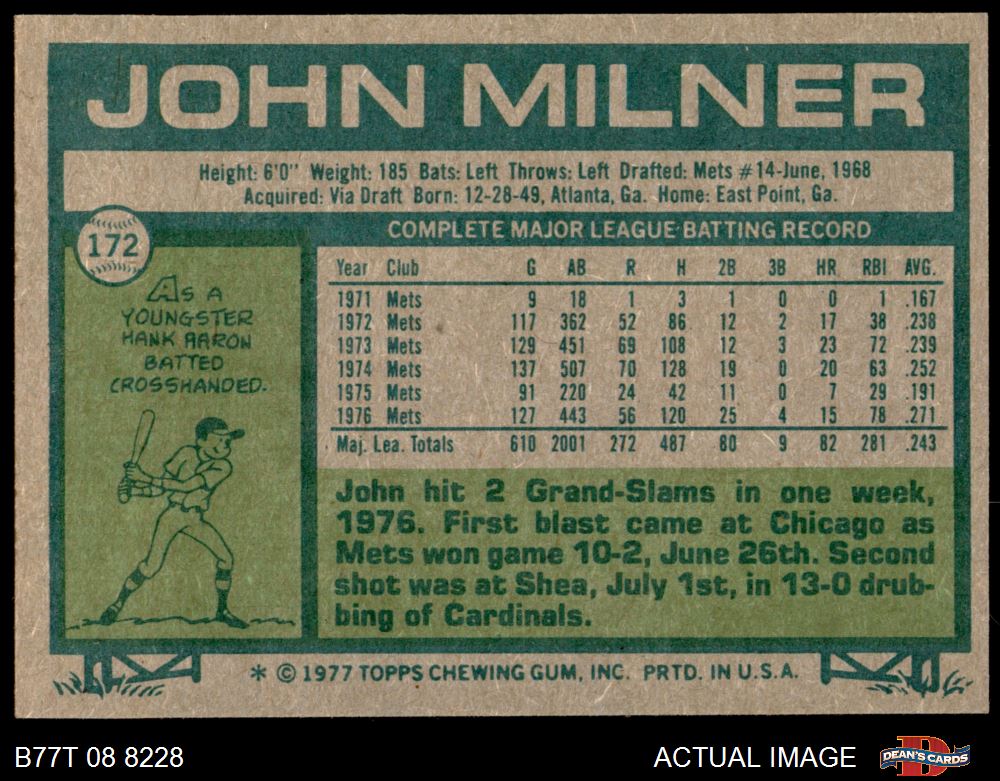 JOHN MILNER
Height: 6'0" Weight: 185 Bats: Left Throws: Left Drafted: Mets #14-June, 1968
Acquired: Via Draft Born: 12-28-49, Atlanta, Ga. Home: East Point, Ga.
172
AS A
YOUNGSTER
HANK AARON
BATTED
CROSSHANDED.
COMPLETE MAJOR LEAGUE BATTING RECORD
Year Club G AB R H 2B 3B HR RBI AVG.
1971 Mets 9 18 1 3 1 0 0 1 .167
1972 Mets 117 362 52 86 12 2 17 38 .238
1973 Mets 129 451 69 108 12 3 23 72 .239
1974 Mets 137 507 70 128 19 0 20 63 .252
1975 Mets 91 220 24 42 11 0 7 29 .191
1976 Mets 127 443 56 120 25 4 15 78 .271
Maj. Lea. Totals 610 2001 272 487 80 9 82 281 .243
John hit 2 Grand-Slams in one week,
1976. First blast came at Chicago as
Mets won game 10-2, June 26th. Second
shot was at Shea, July 1st, in 13-0 drub-
bing of Cardinals.
* © 1977 TOPPS CHEWING GUM, INC. PRTD. IN U.S.A.
B77T 08 8228
ACTUAL IMAGE
D
DEAN'S CARDS